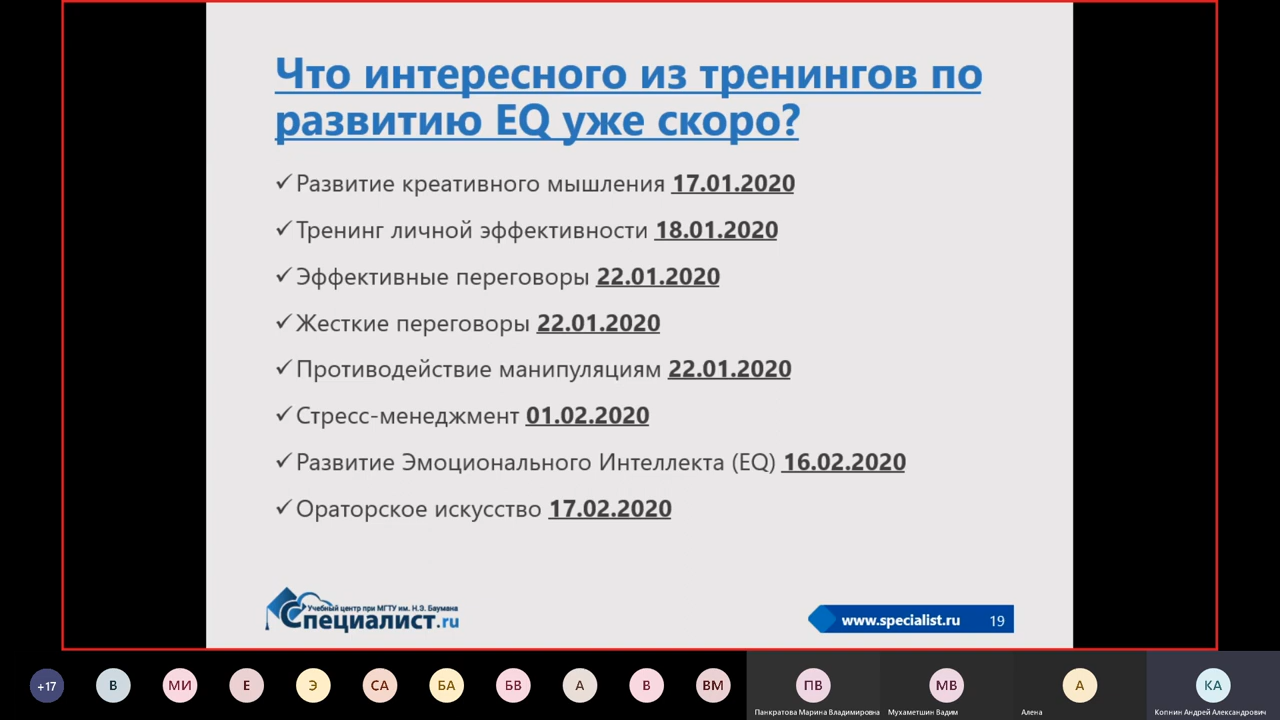 Что интересного из тренингов по
развитию EQ уже скоро?
✓Развитие креативного мышления 17.01.2020
✓Тренинг личной эффективности 18.01.2020
✓Эффективные переговоры 22.01.2020
✓Жесткие переговоры 22.01.2020
✓Противодействие манипуляциям 22.01.2020
✓Стресс-менеджмент 01.02.2020
✓Развитие Эмоционального Интеллекта (EQ) 16.02.2020
✓Ораторское искусство 17.02.2020
Учебный центр при МГТУ им. Н.Э. Баумана
Специалист.ru
www.specialist.ru 19
+17 В МИ Е Э СА БА БВ А В ВМ ПВ МВ А КА
Панкратова Марина Владимировна Мухаметшин Вадим Алена Копнин Андрей Александрович